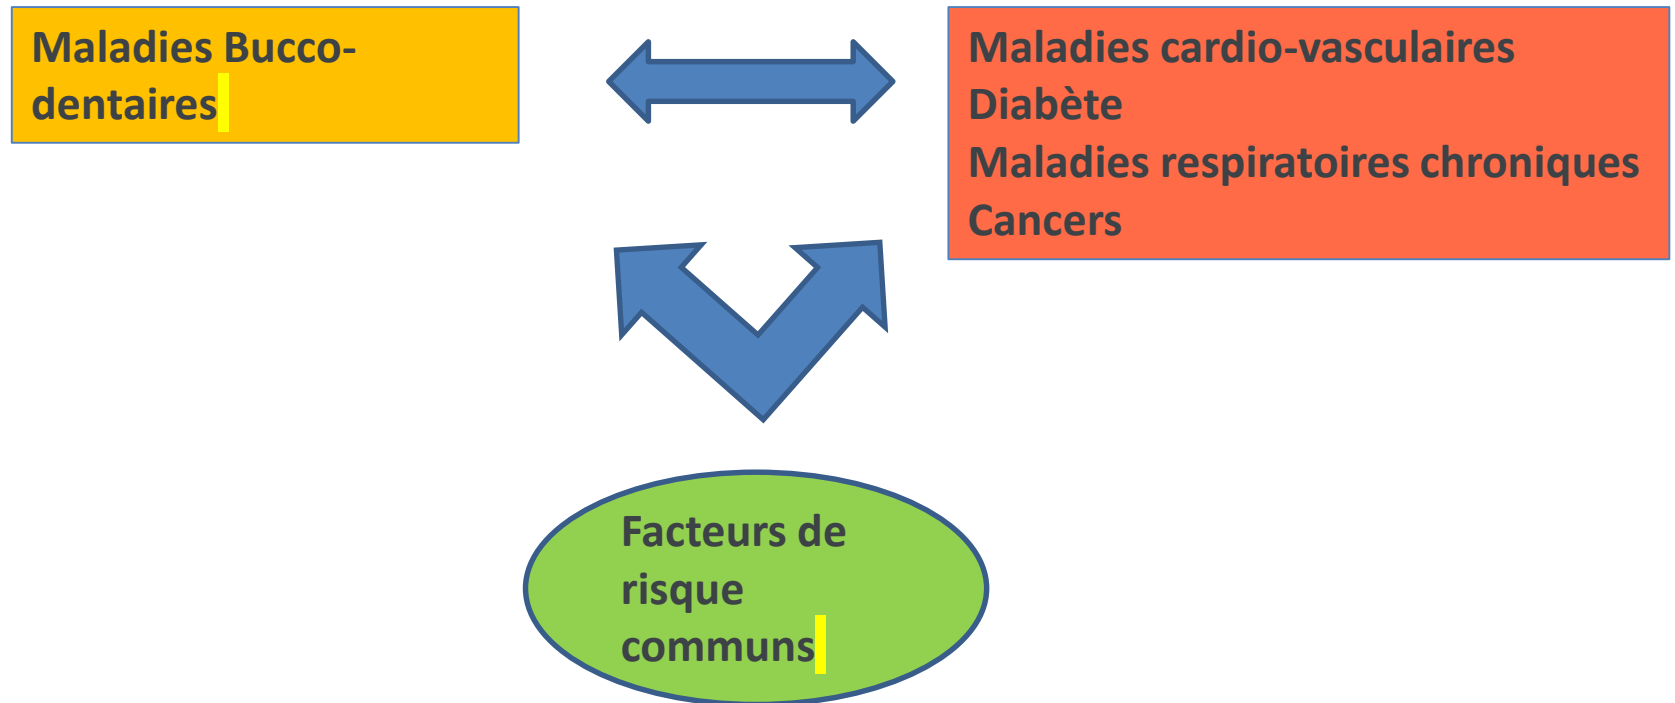 Maladies Bucco-
dentaires
Maladies cardio-vasculaires
Diabète
Maladies respiratoires chroniques
Cancers
Facteurs de
risque
communs